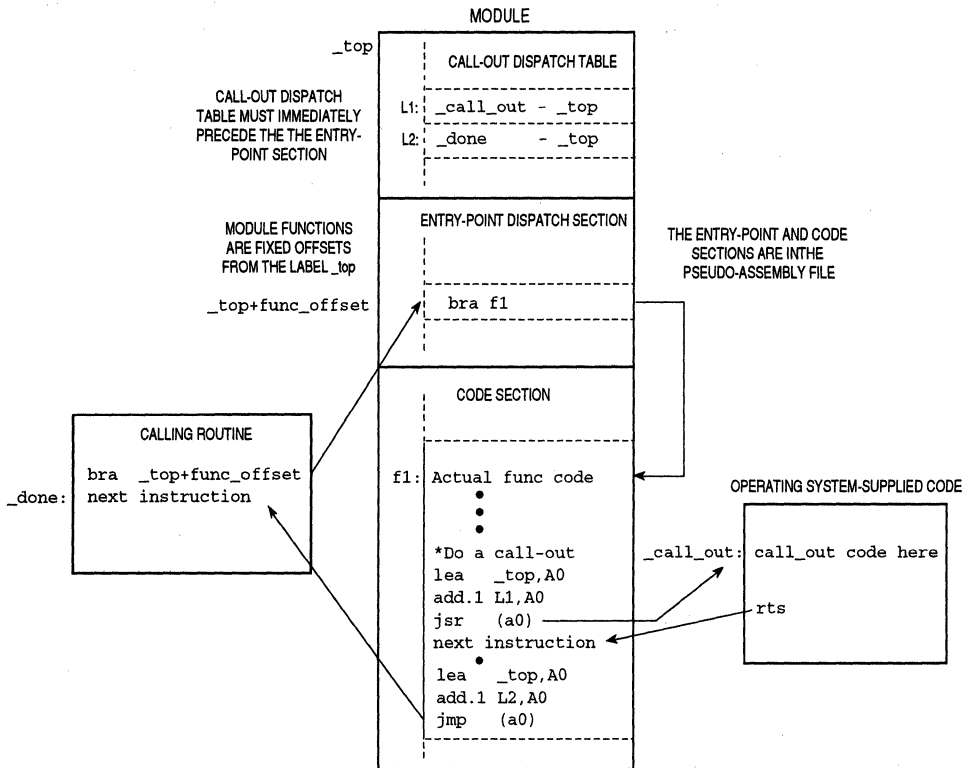 MODULE
_top
CALL-OUT DISPATCH TABLE
CALL-OUT DISPATCH
TABLE MUST IMMEDIATELY
PRECEDE THE THE ENTRY-
POINT SECTION
L1: _call_out - _top
L2: _done - _top
MODULE FUNCTIONS
ARE FIXED OFFSETS
FROM THE LABEL _top
_top+func_offset
ENTRY-POINT DISPATCH SECTION
bra f1
THE ENTRY-POINT AND CODE
SECTIONS ARE INTHE
PSEUDO-ASSEMBLY FILE
CODE SECTION
CALLING ROUTINE
bra _top+func_offset
_done: next instruction
f1: Actual func code
*Do a call-out
lea _top,A0
add.1 L1,A0
jsr (a0)
next instruction
lea _top,A0
add.1 L2,A0
jmp (a0)
OPERATING SYSTEM-SUPPLIED CODE
_call_out: call_out code here
rts